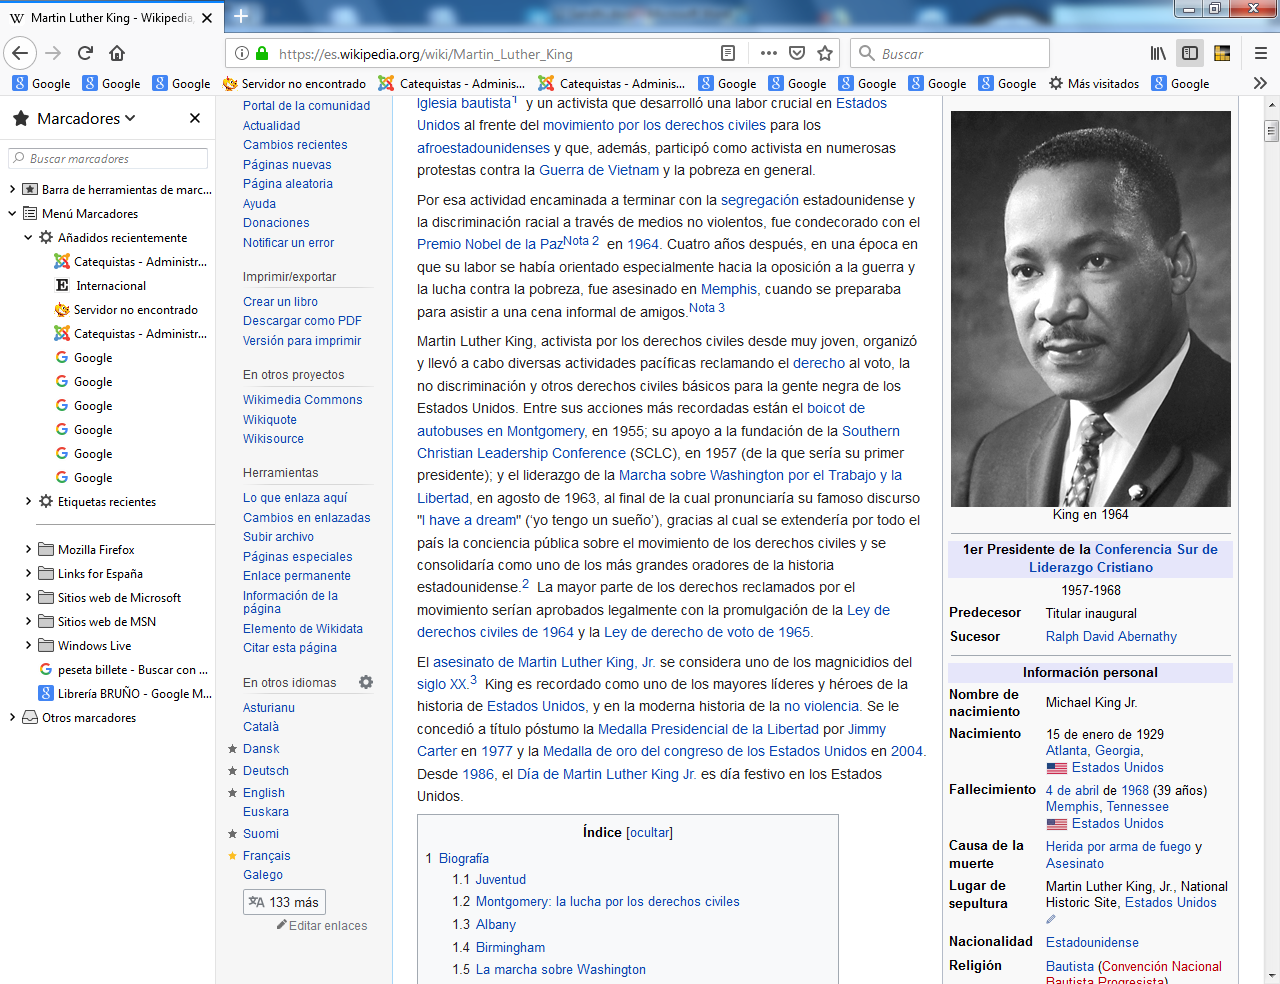 Martin Luther King - Wikipedia,
https://es.wikipedia.org/wiki/Martin_Luther_King
Buscar
Google
Google
Google
Servidor no encontrado
Catequistas - Adminis...
Catequistas - Adminis...
Google
Google
Google
Google
Google
Más visitados
Google
Marcadores
Buscar marcadores
Barra de herramientas de marc...
Menú Marcadores
Añadidos recientemente
Catequistas - Administr...
Internacional
Servidor no encontrado
Catequistas - Administr...
Google
Google
Google
Google
Google
Google
Etiquetas recientes
Mozilla Firefox
Links for España
Sitios web de Microsoft
Sitios web de MSN
Windows Live
peseta billete - Buscar con ...
Librería BRUÑO - Google M...
Otros marcadores
Portal de la comunidad
Actualidad
Cambios recientes
Páginas nuevas
Página aleatoria
Ayuda
Donaciones
Notificar un error
Imprimir/exportar
Crear un libro
Descargar como PDF
Versión para imprimir
En otros proyectos
Wikimedia Commons
Wikiquote
Wikisource
Herramientas
Lo que enlaza aquí
Cambios en enlazadas
Subir archivo
Páginas especiales
Enlace permanente
Información de la
página
Elemento de Wikidata
Citar esta página
En otros idiomas
Asturianu
Català
Dansk
Deutsch
English
Euskara
Suomi
Français
Galego
133 más
Editar enlaces
Iglesia bautista1 y un activista que desarrolló una labor crucial en Estados
Unidos al frente del movimiento por los derechos civiles para los
afroestadounidenses y que, además, participó como activista en numerosas
protestas contra la Guerra de Vietnam y la pobreza en general.
Por esa actividad encaminada a terminar con la segregación estadounidense y
la discriminación racial a través de medios no violentos, fue condecorado con el
Premio Nobel de la PazNota 2 en 1964. Cuatro años después, en una época en
que su labor se había orientado especialmente hacia la oposición a la guerra y
la lucha contra la pobreza, fue asesinado en Memphis, cuando se preparaba
para asistir a una cena informal de amigos.Nota 3
Martin Luther King, activista por los derechos civiles desde muy joven, organizó
y llevó a cabo diversas actividades pacíficas reclamando el derecho al voto, la
no discriminación y otros derechos civiles básicos para la gente negra de los
Estados Unidos. Entre sus acciones más recordadas están el boicot de
autobuses en Montgomery, en 1955; su apoyo a la fundación de la Southern
Christian Leadership Conference (SCLC), en 1957 (de la que sería su primer
presidente); y el liderazgo de la Marcha sobre Washington por el Trabajo y la
Libertad, en agosto de 1963, al final de la cual pronunciaría su famoso discurso
"I have a dream" (‘yo tengo un sueño’), gracias al cual se extendería por todo el
país la conciencia pública sobre el movimiento de los derechos civiles y se
consolidaría como uno de los más grandes oradores de la historia
estadounidense.2 La mayor parte de los derechos reclamados por el
movimiento serían aprobados legalmente con la promulgación de la Ley de
derechos civiles de 1964 y la Ley de derecho de voto de 1965.
El asesinato de Martin Luther King, Jr. se considera uno de los magnicidios del
siglo XX.3 King es recordado como uno de los mayores líderes y héroes de la
historia de Estados Unidos, y en la moderna historia de la no violencia. Se le
concedió a título póstumo la Medalla Presidencial de la Libertad por Jimmy
Carter en 1977 y la Medalla de oro del congreso de los Estados Unidos en 2004.
Desde 1986, el Día de Martin Luther King Jr. es día festivo en los Estados
Unidos.
Índice [ocultar]
1 Biografía
1.1 Juventud
1.2 Montgomery: la lucha por los derechos civiles
1.3 Albany
1.4 Birmingham
1.5 La marcha sobre Washington
King en 1964
1er Presidente de la Conferencia Sur de
Liderazgo Cristiano
1957-1968
Predecesor Titular inaugural
Sucesor Ralph David Abernathy
Información personal
Nombre de
nacimiento Michael King Jr.
Nacimiento 15 de enero de 1929
Atlanta, Georgia,
Estados Unidos
Fallecimiento 4 de abril de 1968 (39 años)
Memphis, Tennessee
Estados Unidos
Causa de la
muerte Herida por arma de fuego y
Asesinato
Lugar de
sepultura Martin Luther King, Jr., National
Historic Site, Estados Unidos
Nacionalidad Estadounidense
Religión Bautista (Convención Nacional
Bautista Progresista)